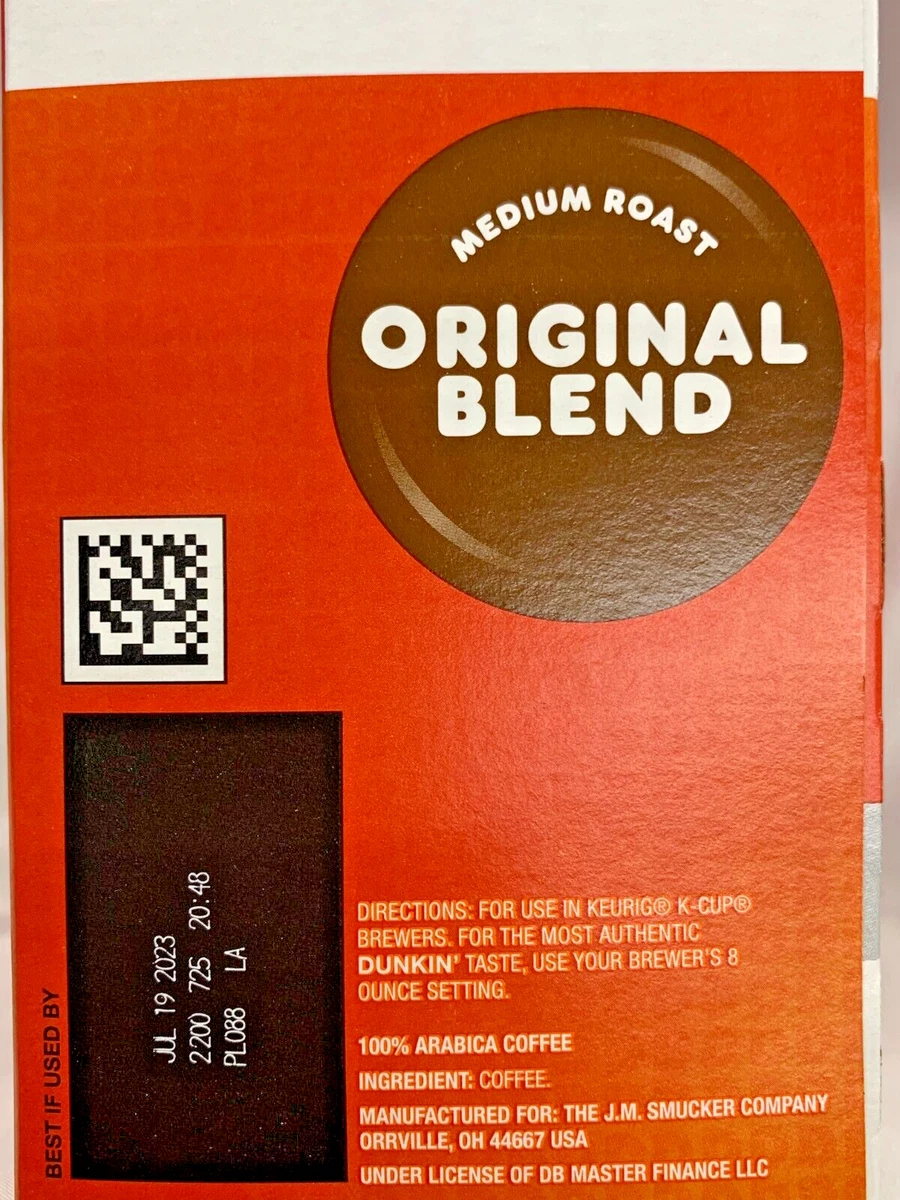 MEDIUM ROAST
ORIGINAL
BLEND
BEST IF USED BY
JUL 19 2023
2200 725 20:48
PL088 LA
DIRECTIONS: FOR USE IN KEURIG® K-CUP®
BREWERS. FOR THE MOST AUTHENTIC
DUNKIN' TASTE, USE YOUR BREWER'S 8
OUNCE SETTING.
100% ARABICA COFFEE
INGREDIENT: COFFEE.
MANUFACTURED FOR: THE J.M. SMUCKER COMPANY
ORRVILLE, OH 44667 USA
UNDER LICENSE OF DB MASTER FINANCE LLC